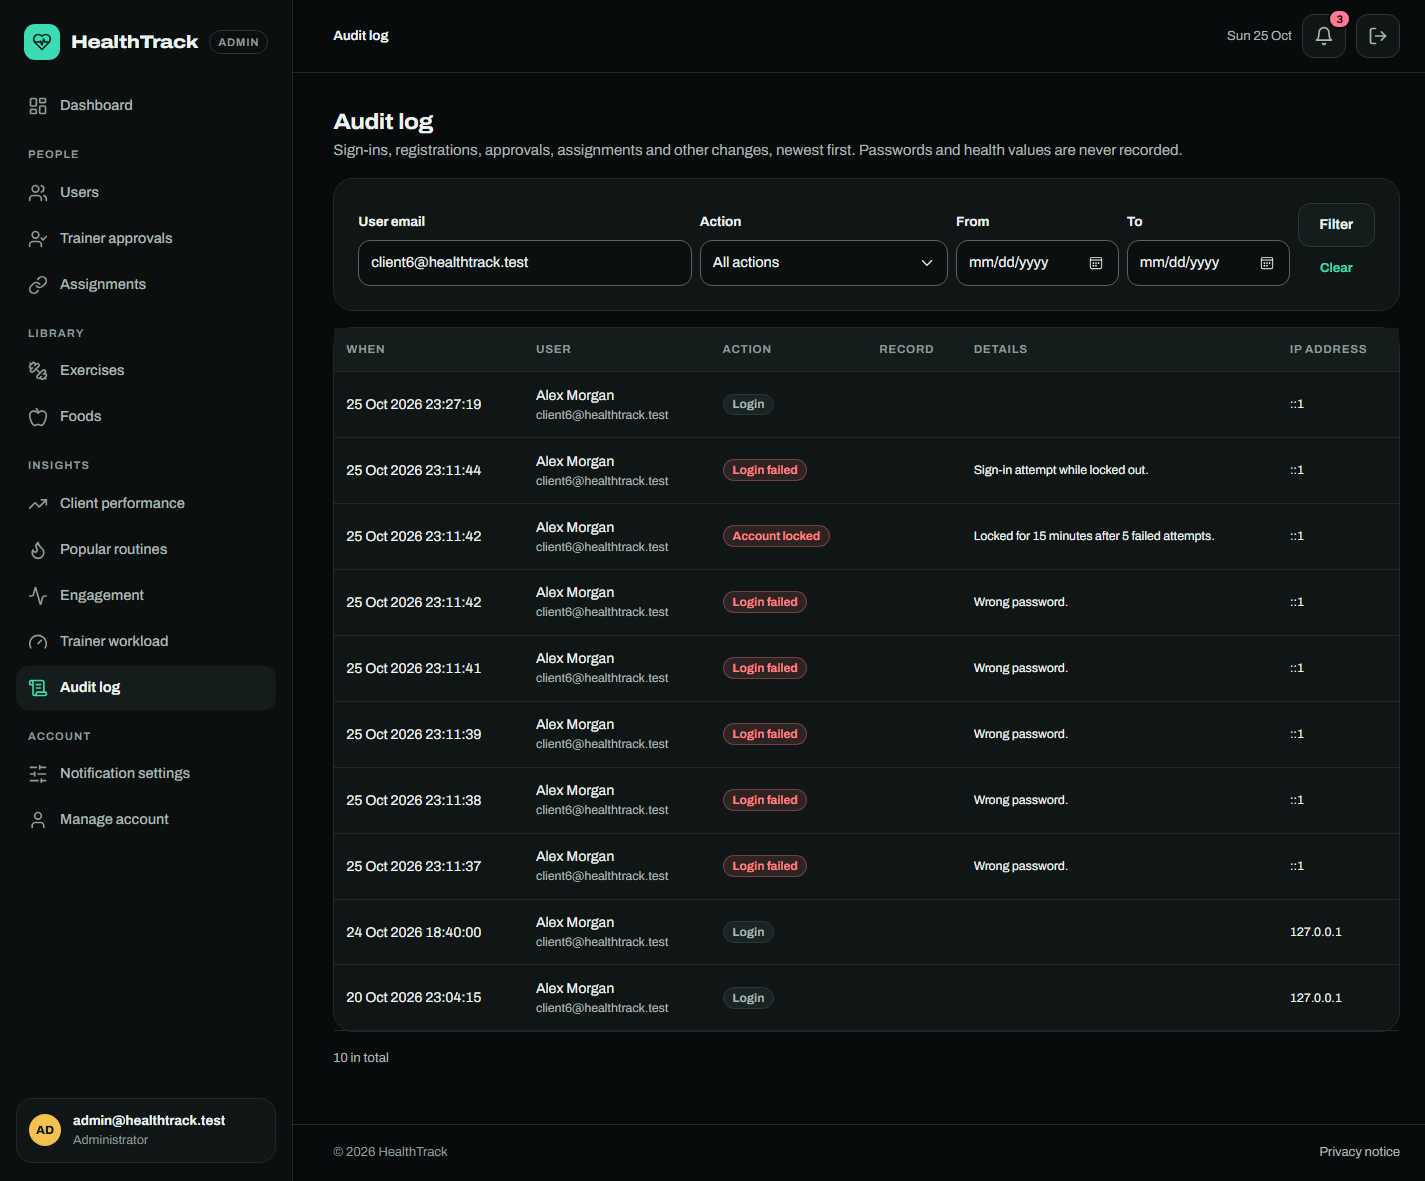 HealthTrack ADMIN
Dashboard
PEOPLE
Users
Trainer approvals
Assignments
LIBRARY
Exercises
Foods
INSIGHTS
Client performance
Popular routines
Engagement
Trainer workload
Audit log
ACCOUNT
Notification settings
Manage account
AD
admin@healthtrack.test
Administrator
Audit log
Sun 25 Oct
3
Audit log
Sign-ins, registrations, approvals, assignments and other changes, newest first. Passwords and health values are never recorded.
User email Action From To
client6@healthtrack.test All actions mm/dd/yyyy mm/dd/yyyy
Filter
Clear
WHEN USER ACTION RECORD DETAILS IP ADDRESS
25 Oct 2026 23:27:19 Alex Morgan Login ::1
client6@healthtrack.test
25 Oct 2026 23:11:44 Alex Morgan Login failed Sign-in attempt while locked out. ::1
client6@healthtrack.test
25 Oct 2026 23:11:42 Alex Morgan Account locked Locked for 15 minutes after 5 failed attempts. ::1
client6@healthtrack.test
25 Oct 2026 23:11:42 Alex Morgan Login failed Wrong password. ::1
client6@healthtrack.test
25 Oct 2026 23:11:41 Alex Morgan Login failed Wrong password. ::1
client6@healthtrack.test
25 Oct 2026 23:11:39 Alex Morgan Login failed Wrong password. ::1
client6@healthtrack.test
25 Oct 2026 23:11:38 Alex Morgan Login failed Wrong password. ::1
client6@healthtrack.test
25 Oct 2026 23:11:37 Alex Morgan Login failed Wrong password. ::1
client6@healthtrack.test
24 Oct 2026 18:40:00 Alex Morgan Login 127.0.0.1
client6@healthtrack.test
20 Oct 2026 23:04:15 Alex Morgan Login 127.0.0.1
client6@healthtrack.test
10 in total
© 2026 HealthTrack
Privacy notice